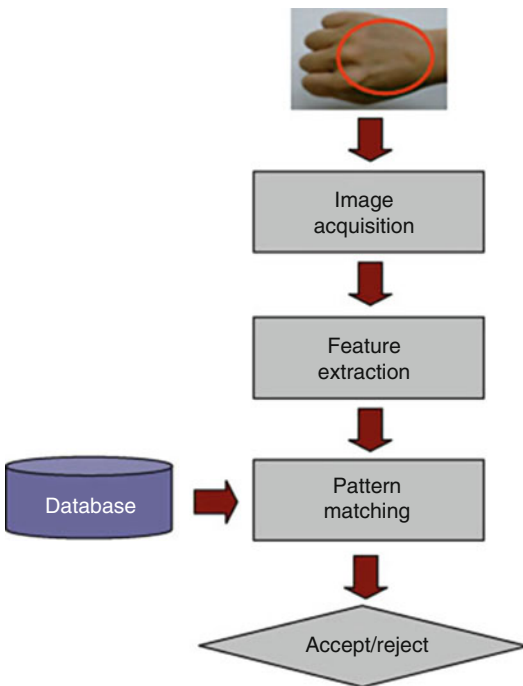 Image
acquisition
Feature
extraction
Database
Pattern
matching
Accept/reject